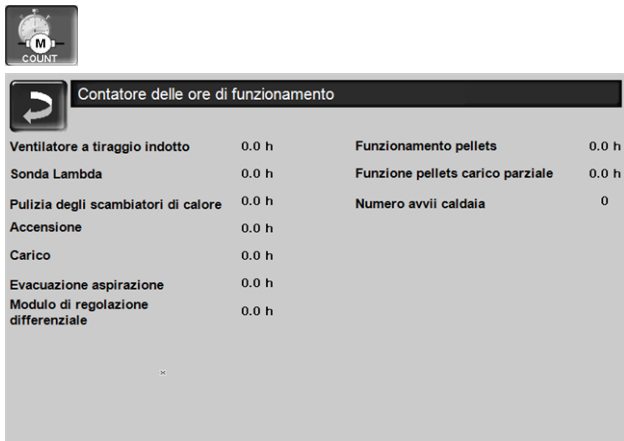 M
COUNT
Contatore delle ore di funzionamento
Ventilatore a tiraggio indotto 0.0 h
Sonda Lambda 0.0 h
Pulizia degli scambiatori di calore 0.0 h
Accensione 0.0 h
Carico 0.0 h
Evacuazione aspirazione 0.0 h
Modulo di regolazione
differenziale 0.0 h
Funzionamento pellets 0.0 h
Funzione pellets carico parziale 0.0 h
Numero avvii caldaia 0